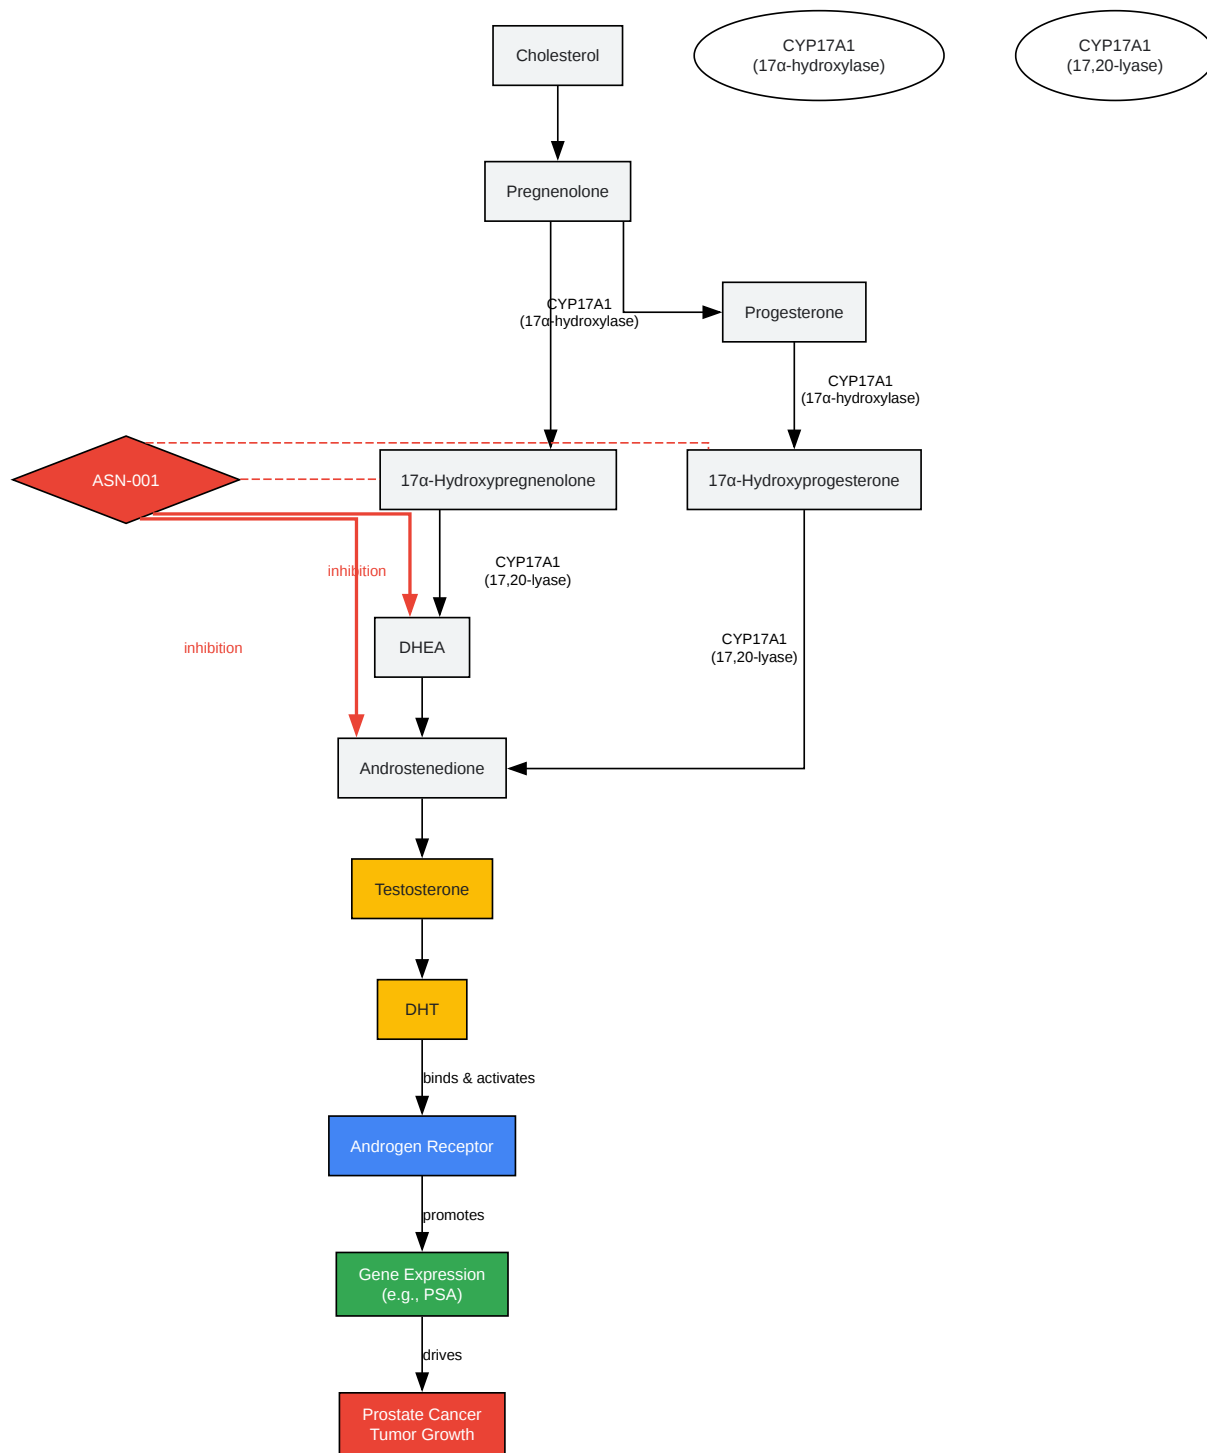 Cholesterol
CYP17A1
(17α-hydroxylase)
CYP17A1
(17,20-lyase)
Pregnenolone
CYP17A1
(17α-hydroxylase)
Progesterone
CYP17A1
(17α-hydroxylase)
ASN-001
17α-Hydroxypregnenolone
17α-Hydroxyprogesterone
inhibition
CYP17A1
(17,20-lyase)
inhibition
DHEA
CYP17A1
(17,20-lyase)
Androstenedione
Testosterone
DHT
binds & activates
Androgen Receptor
promotes
Gene Expression
(e.g., PSA)
drives
Prostate Cancer
Tumor Growth